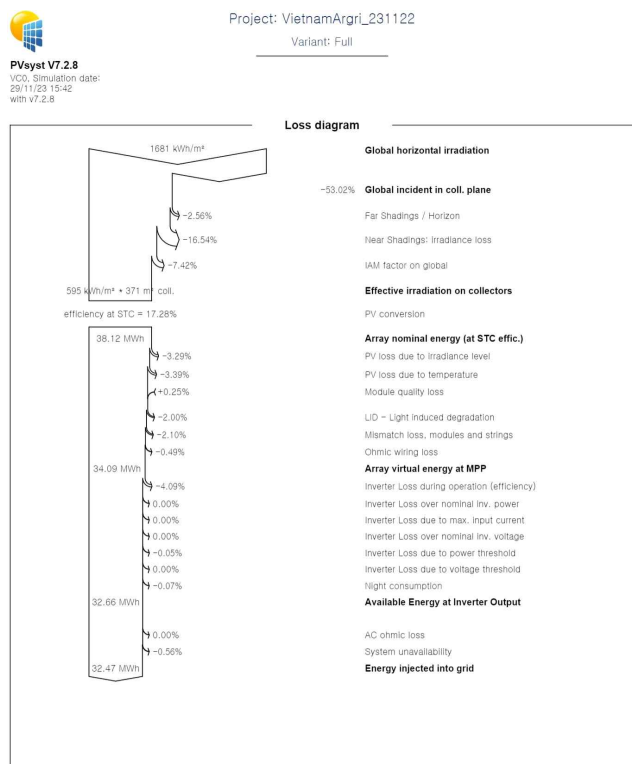 Project: VietnamArgri_231122
Variant: Full
PVsyst V7.2.8
VC0, Simulation date:
29/11/23 15:42
with v7.2.8
Loss diagram
1681 kWh/m² Global horizontal irradiation
-53.02% Global incident in coll. plane
-2.56% Far Shadings / Horizon
-16.54% Near Shadings: irradiance loss
-7.42% IAM factor on global
595 kWh/m² * 371 m² coll. Effective irradiation on collectors
efficiency at STC = 17.28% PV conversion
38.12 MWh Array nominal energy (at STC effic.)
-3.29% PV loss due to irradiance level
-3.39% PV loss due to temperature
+0.25% Module quality loss
-2.00% LID - Light induced degradation
-2.10% Mismatch loss, modules and strings
-0.49% Ohmic wiring loss
34.09 MWh Array virtual energy at MPP
-4.09% Inverter Loss during operation (efficiency)
0.00% Inverter Loss over nominal inv. power
0.00% Inverter Loss due to max. input current
0.00% Inverter Loss over nominal inv. voltage
-0.05% Inverter Loss due to power threshold
0.00% Inverter Loss due to voltage threshold
-0.07% Night consumption
32.66 MWh Available Energy at Inverter Output
0.00% AC ohmic loss
-0.56% System unavailability
32.47 MWh Energy injected into grid